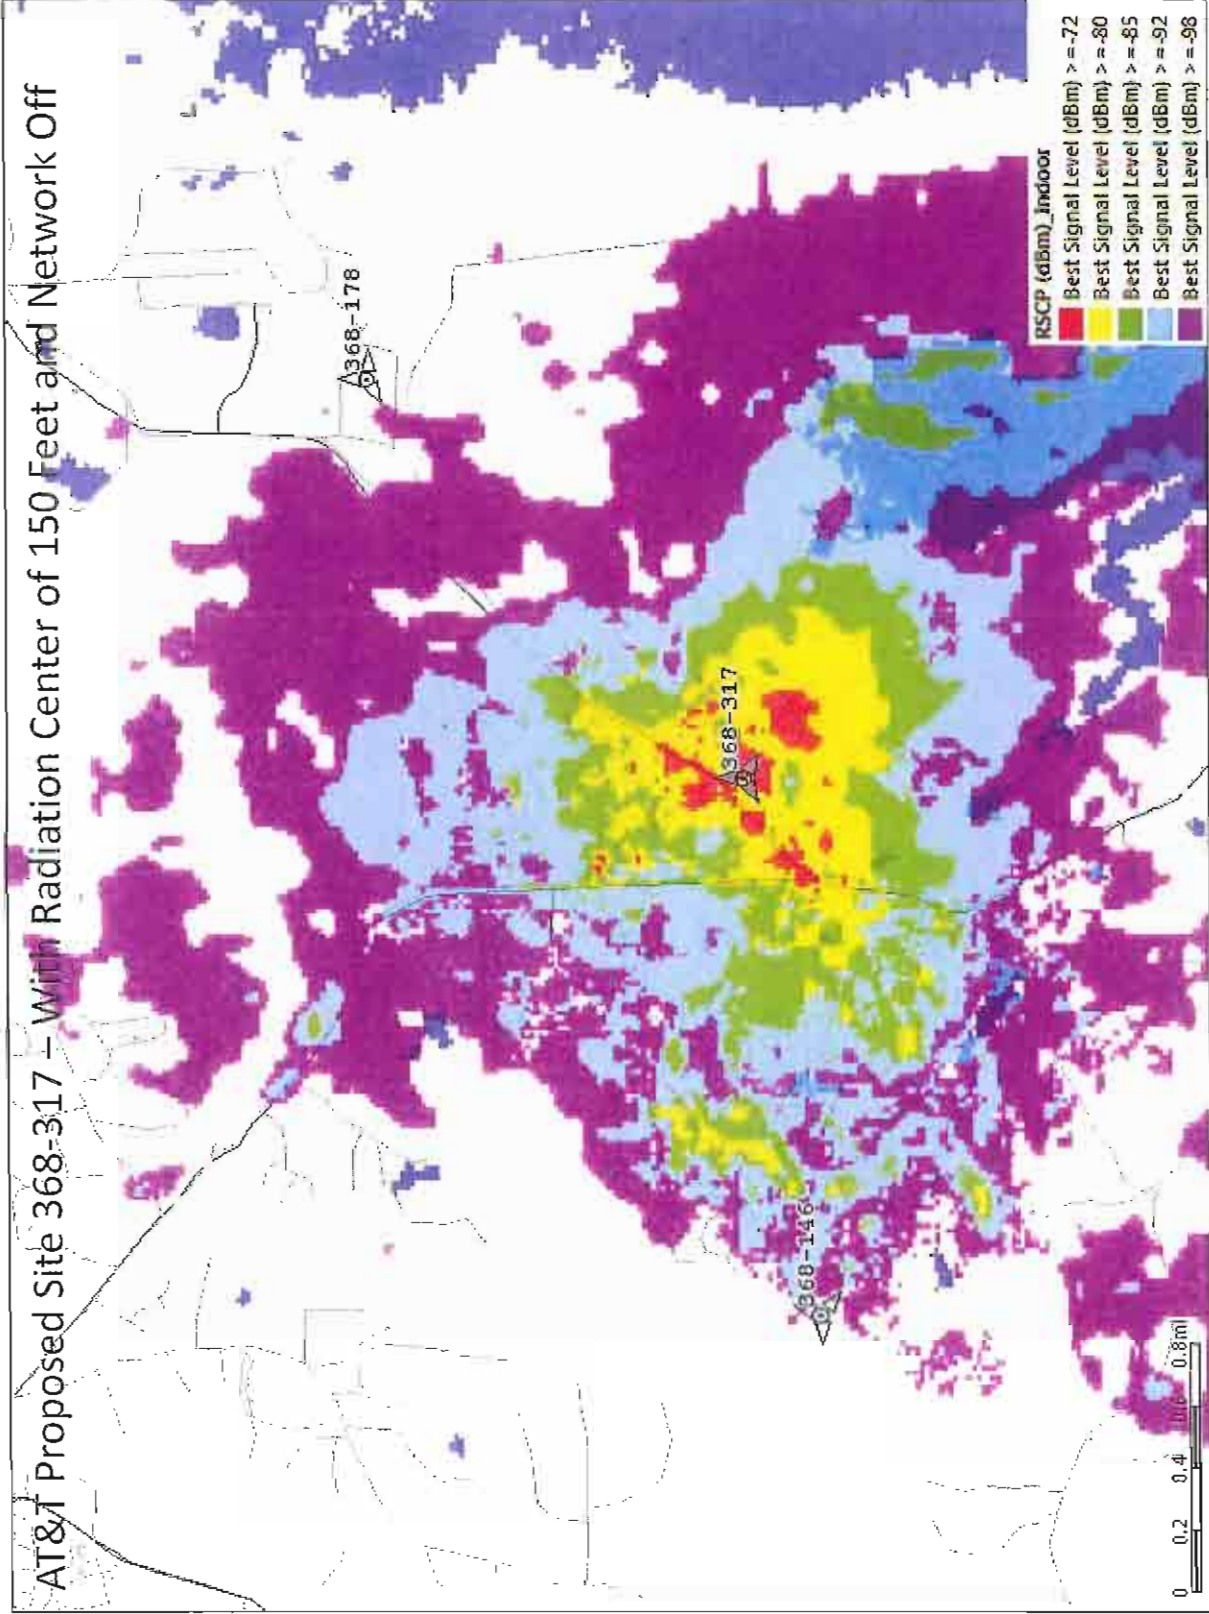 AT&T Proposed Site 368-317 – With Radiation Center of 150 Feet and Network Off
368-178
368-317
368-146
RSCP (dBm)_Indoor
Best Signal Level (dBm) >=-72
Best Signal Level (dBm) >=-80
Best Signal Level (dBm) >=-85
Best Signal Level (dBm) >=-92
Best Signal Level (dBm) >=-98
0 0.2 0.4 0.6 0.8mi